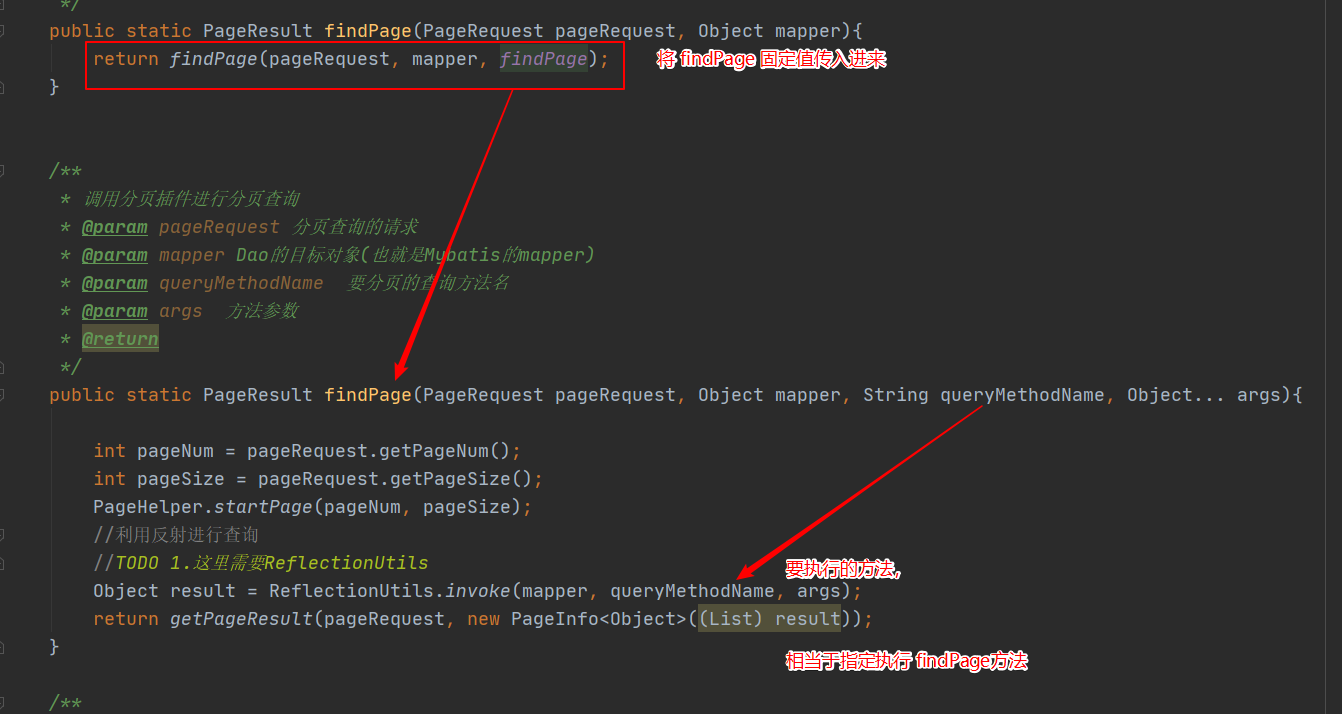 */
public static PageResult findPage(PageRequest pageRequest, Object mapper){
return findPage(pageRequest, mapper, findPage); 将 findPage 固定值传入进来
}
/**
* 调用分页插件进行分页查询
* @param pageRequest 分页查询的请求
* @param mapper Dao的目标对象(也就是Mybatis的mapper)
* @param queryMethodName 要分页的查询方法名
* @param args 方法参数
* @return
*/
public static PageResult findPage(PageRequest pageRequest, Object mapper, String queryMethodName, Object... args){
int pageNum = pageRequest.getPageNum();
int pageSize = pageRequest.getPageSize();
PageHelper.startPage(pageNum, pageSize);
//利用反射进行查询
//TODO 1.这里需要ReflectionUtils
要执行的方法,
Object result = ReflectionUtils.invoke(mapper, queryMethodName, args);
return getPageResult(pageRequest, new PageInfo<Object>((List) result));
}
相当于指定执行 findPage方法
/**